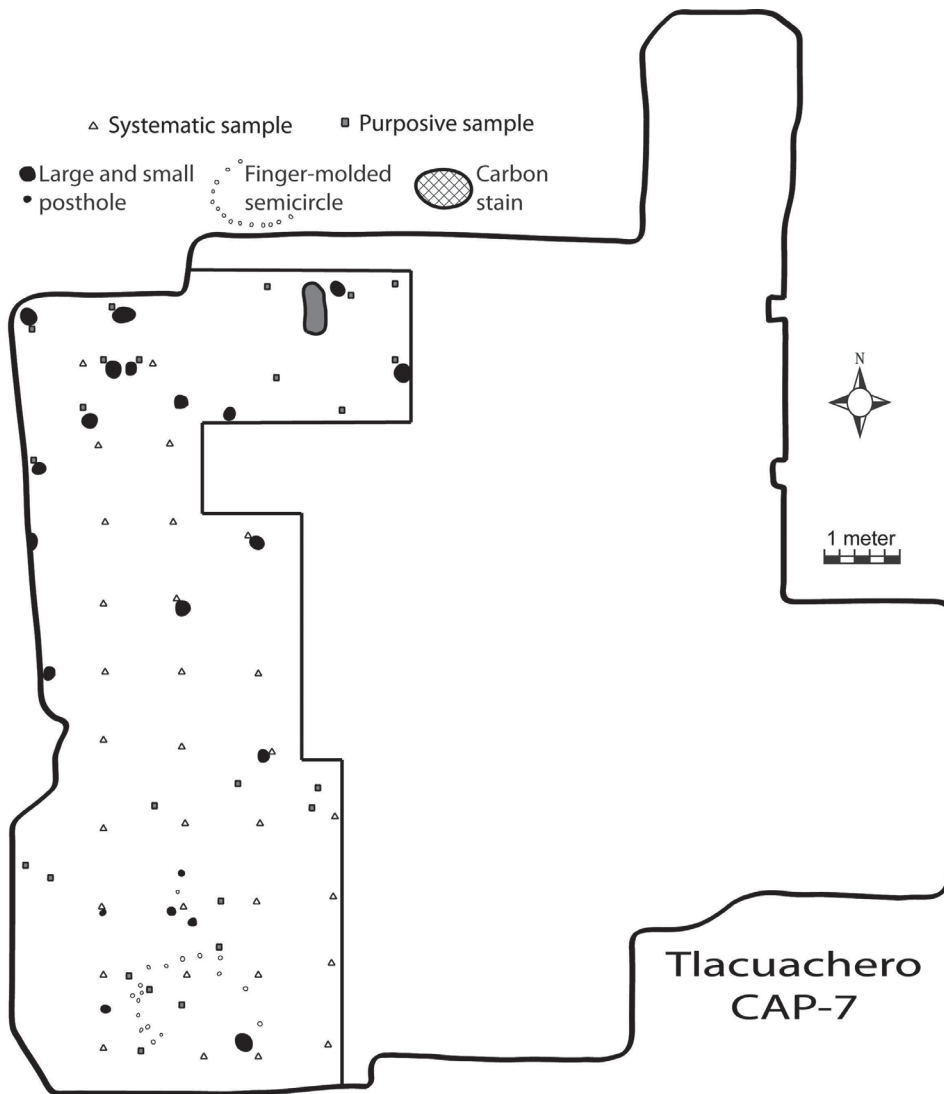 Systematic sample
Purposive sample
Large and small
posthole
Finger-molded
semicircle
Carbon
stain
N
1 meter
Tlacuachero
CAP-7